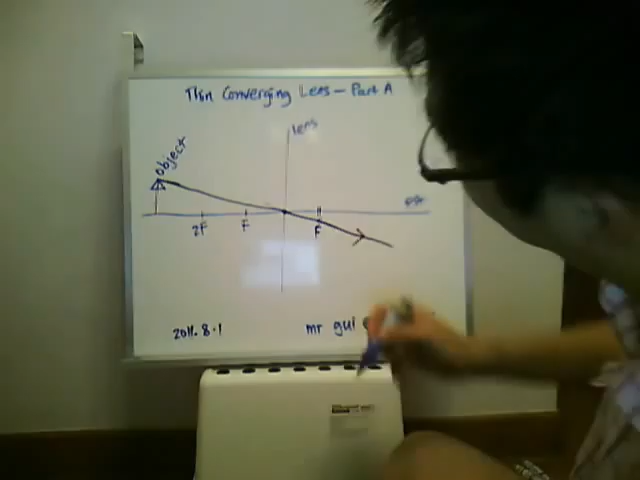 Thin Converging Lens - Part A
Lens
Object
2F
F
F
2011.8.1
mr gui